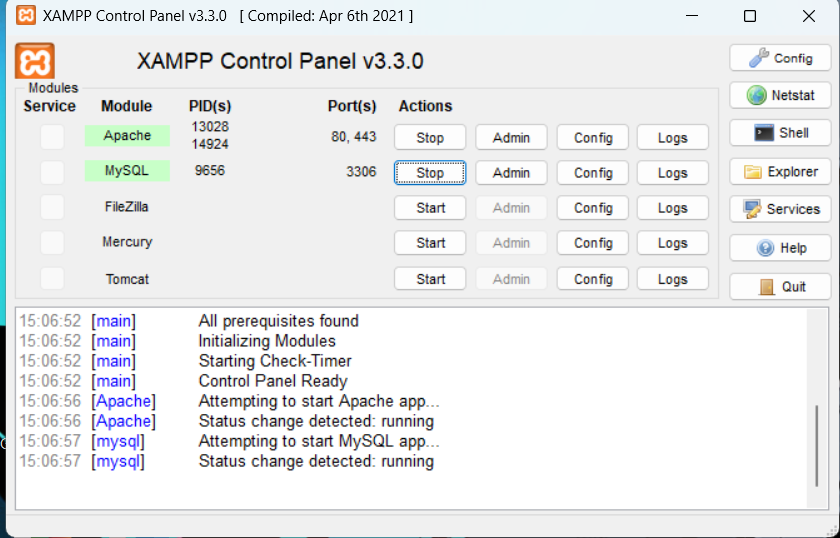 XAMPP Control Panel v3.3.0 [ Compiled: Apr 6th 2021 ]
XAMPP Control Panel v3.3.0
Config
Modules
Service Module PID(s) Port(s) Actions
Netstat
Apache 13028 14924 80, 443 Stop Admin Config Logs
Shell
MySQL 9656 3306 Stop Admin Config Logs
Explorer
FileZilla Start Admin Config Logs
Services
Mercury Start Admin Config Logs
Help
Tomcat Start Admin Config Logs
Quit
15:06:52 [main] All prerequisites found
15:06:52 [main] Initializing Modules
15:06:52 [main] Starting Check-Timer
15:06:52 [main] Control Panel Ready
15:06:56 [Apache] Attempting to start Apache app...
15:06:56 [Apache] Status change detected: running
15:06:57 [mysql] Attempting to start MySQL app...
15:06:57 [mysql] Status change detected: running